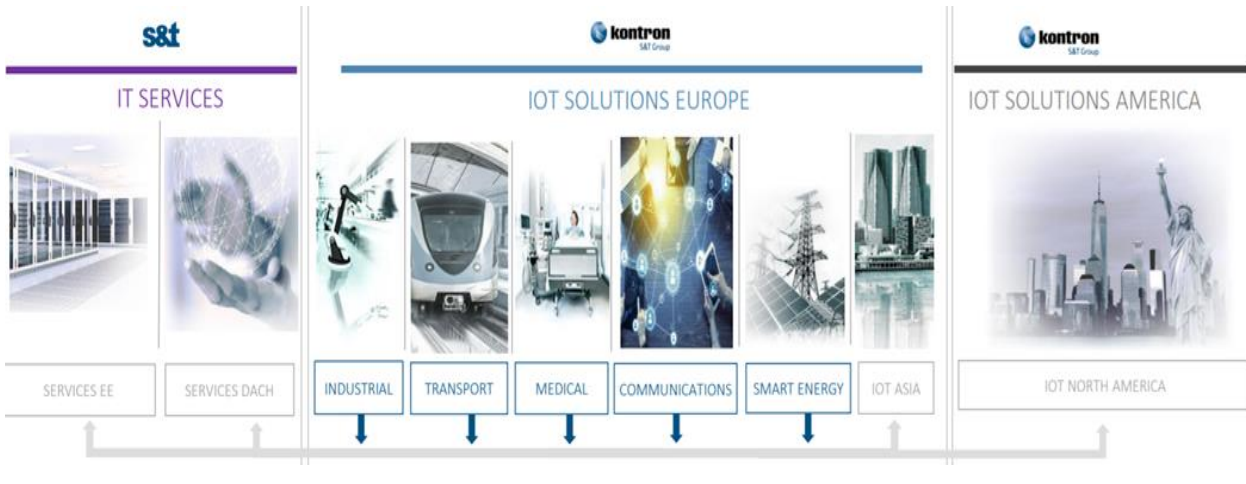 s&t
kontron
S&T Group
kontron
S&T Group
IT SERVICES
IOT SOLUTIONS EUROPE
IOT SOLUTIONS AMERICA
SERVICES EE
SERVICES DACH
INDUSTRIAL
TRANSPORT
MEDICAL
COMMUNICATIONS
SMART ENERGY
IOT ASIA
IOT NORTH AMERICA